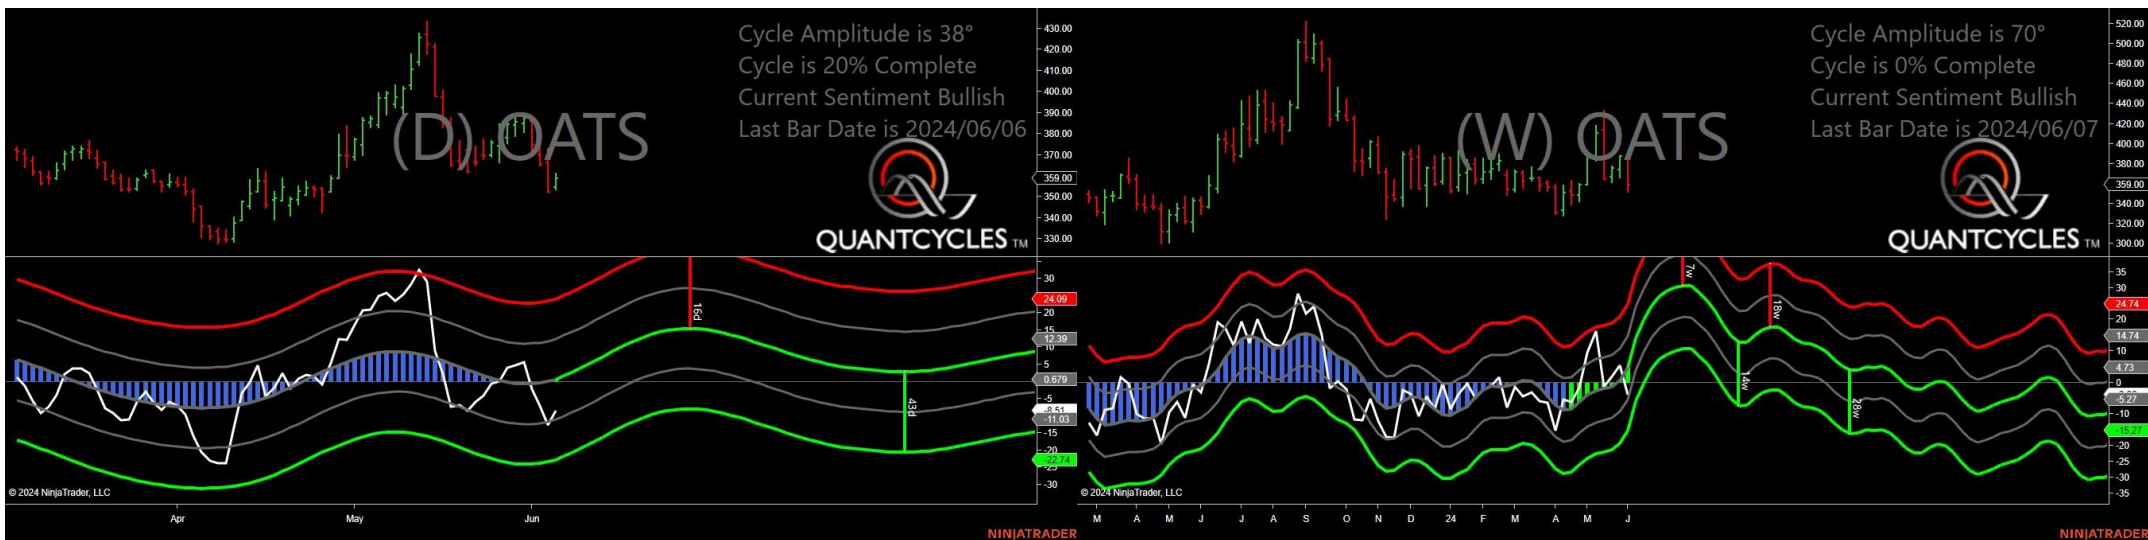 Cycle Amplitude is 38°
Cycle is 20% Complete
Current Sentiment Bullish
Last Bar Date is 2024/06/06
(D) OATS
QUANTCYCLES TM
430.00
420.00
410.00
400.00
390.00
380.00
370.00
359.00
350.00
340.00
330.00
30
24.09
20
15
12.39
10
5
0.679
-5
-8.51
-11.03
-15
-20
-22.74
-25
-30
16d
43d
© 2024 NinjaTrader, LLC
Apr May Jun
NINJATRADER
Cycle Amplitude is 70°
Cycle is 0% Complete
Current Sentiment Bullish
Last Bar Date is 2024/06/07
(W) OATS
QUANTCYCLES TM
520.00
500.00
480.00
460.00
440.00
420.00
400.00
380.00
359.00
340.00
320.00
300.00
35
30
24.74
20
14.74
10
4.73
0
-5.27
-10
-15.27
-20
-25
-30
-35
7w
18w
14w
28w
© 2024 NinjaTrader, LLC
M A M J J A S O N D 24 F M A M J
NINJATRADER